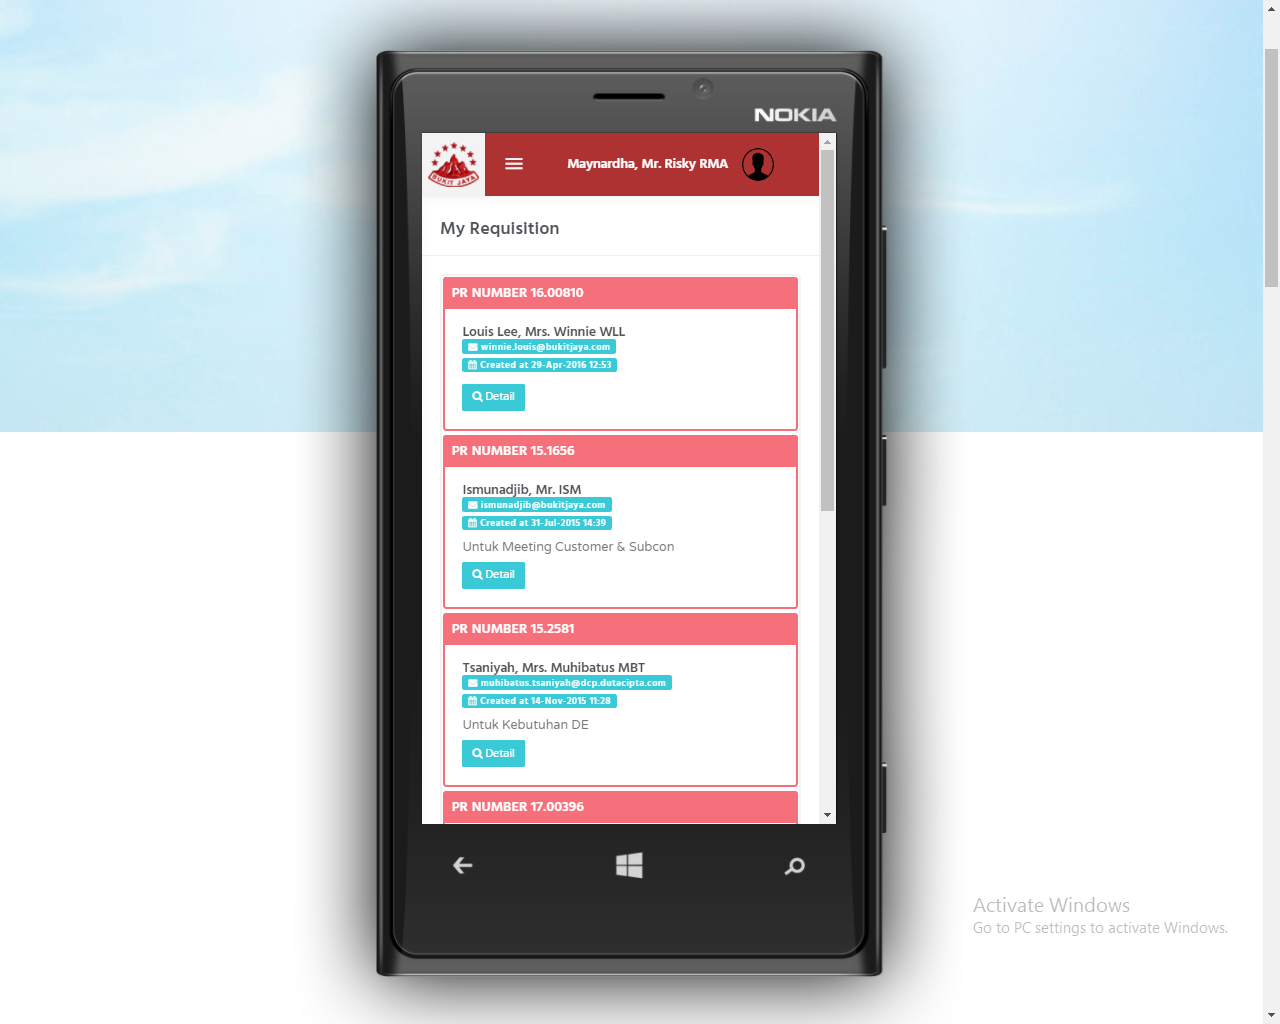 NOKIA
BUKIT JAYA
Maynardha, Mr. Risky RMA
My Requisition
PR NUMBER 16.00810
Louis Lee, Mrs. Winnie WLL
winnie.louis@bukitjaya.com
Created at 29-Apr-2016 12:53
Detail
PR NUMBER 15.1656
Ismunadjib, Mr. ISM
ismunadjib@bukitjaya.com
Created at 31-Jul-2015 14:39
Untuk Meeting Customer & Subcon
Detail
PR NUMBER 15.2581
Tsaniyah, Mrs. Muhibatus MBT
muhibatus.tsaniyah@dcp.dutacipta.com
Created at 14-Nov-2015 11:28
Untuk Kebutuhan DE
Detail
PR NUMBER 17.00396
Activate Windows
Go to PC settings to activate Windows.